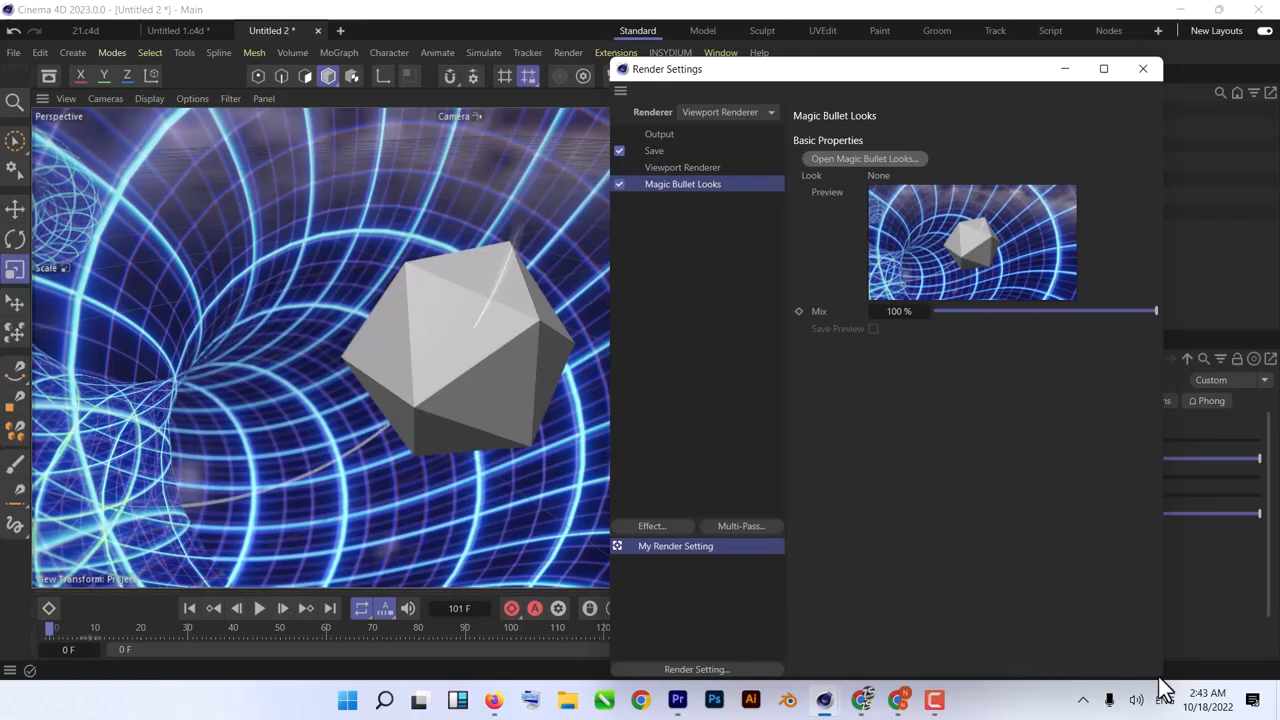 Cinema 4D 2023.0.0 - [Untitled 2 *] - Main
21.c4d
Untitled 1.c4d *
Untitled 2 *
Standard
Model
Sculpt
UVEdit
Paint
Groom
Track
Script
Nodes
New Layouts
File
Edit
Create
Modes
Select
Tools
Spline
Mesh
Volume
MoGraph
Character
Animate
Simulate
Tracker
Render
Extensions
INSYDIUM
Window
Help
X
Y
Z
View
Cameras
Display
Options
Filter
Panel
Perspective
Camera
Scale
View Transform: Project
Render Settings
Renderer
Viewport Renderer
Output
Save
Viewport Renderer
Magic Bullet Looks
Effect...
Multi-Pass...
My Render Setting
Render Setting...
Magic Bullet Looks
Basic Properties
Open Magic Bullet Looks...
Look
None
Preview
Mix
100 %
Save Preview
Custom
ns
Phong
A
101 F
A
0
10
20
30
40
50
60
70
80
90
100
110
120
0 F
0 F
Pr
Ps
Ai
N
2:43 AM
10/18/2022